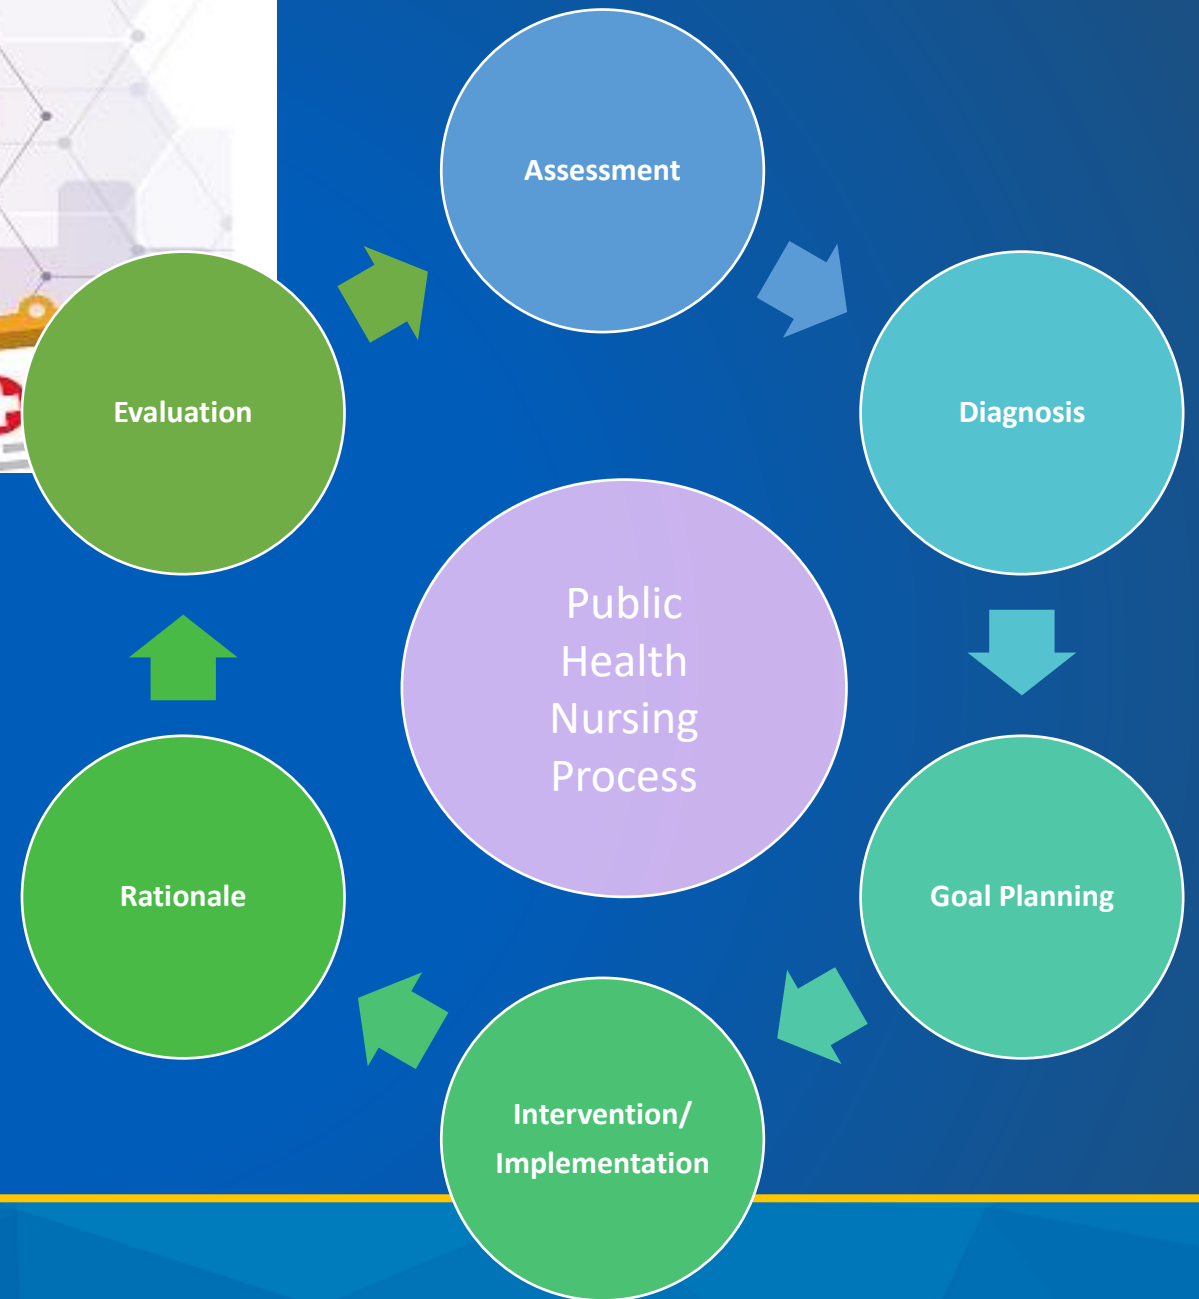 Assessment
Diagnosis
Goal Planning
Intervention/
Implementation
Rationale
Evaluation
Public
Health
Nursing
Process